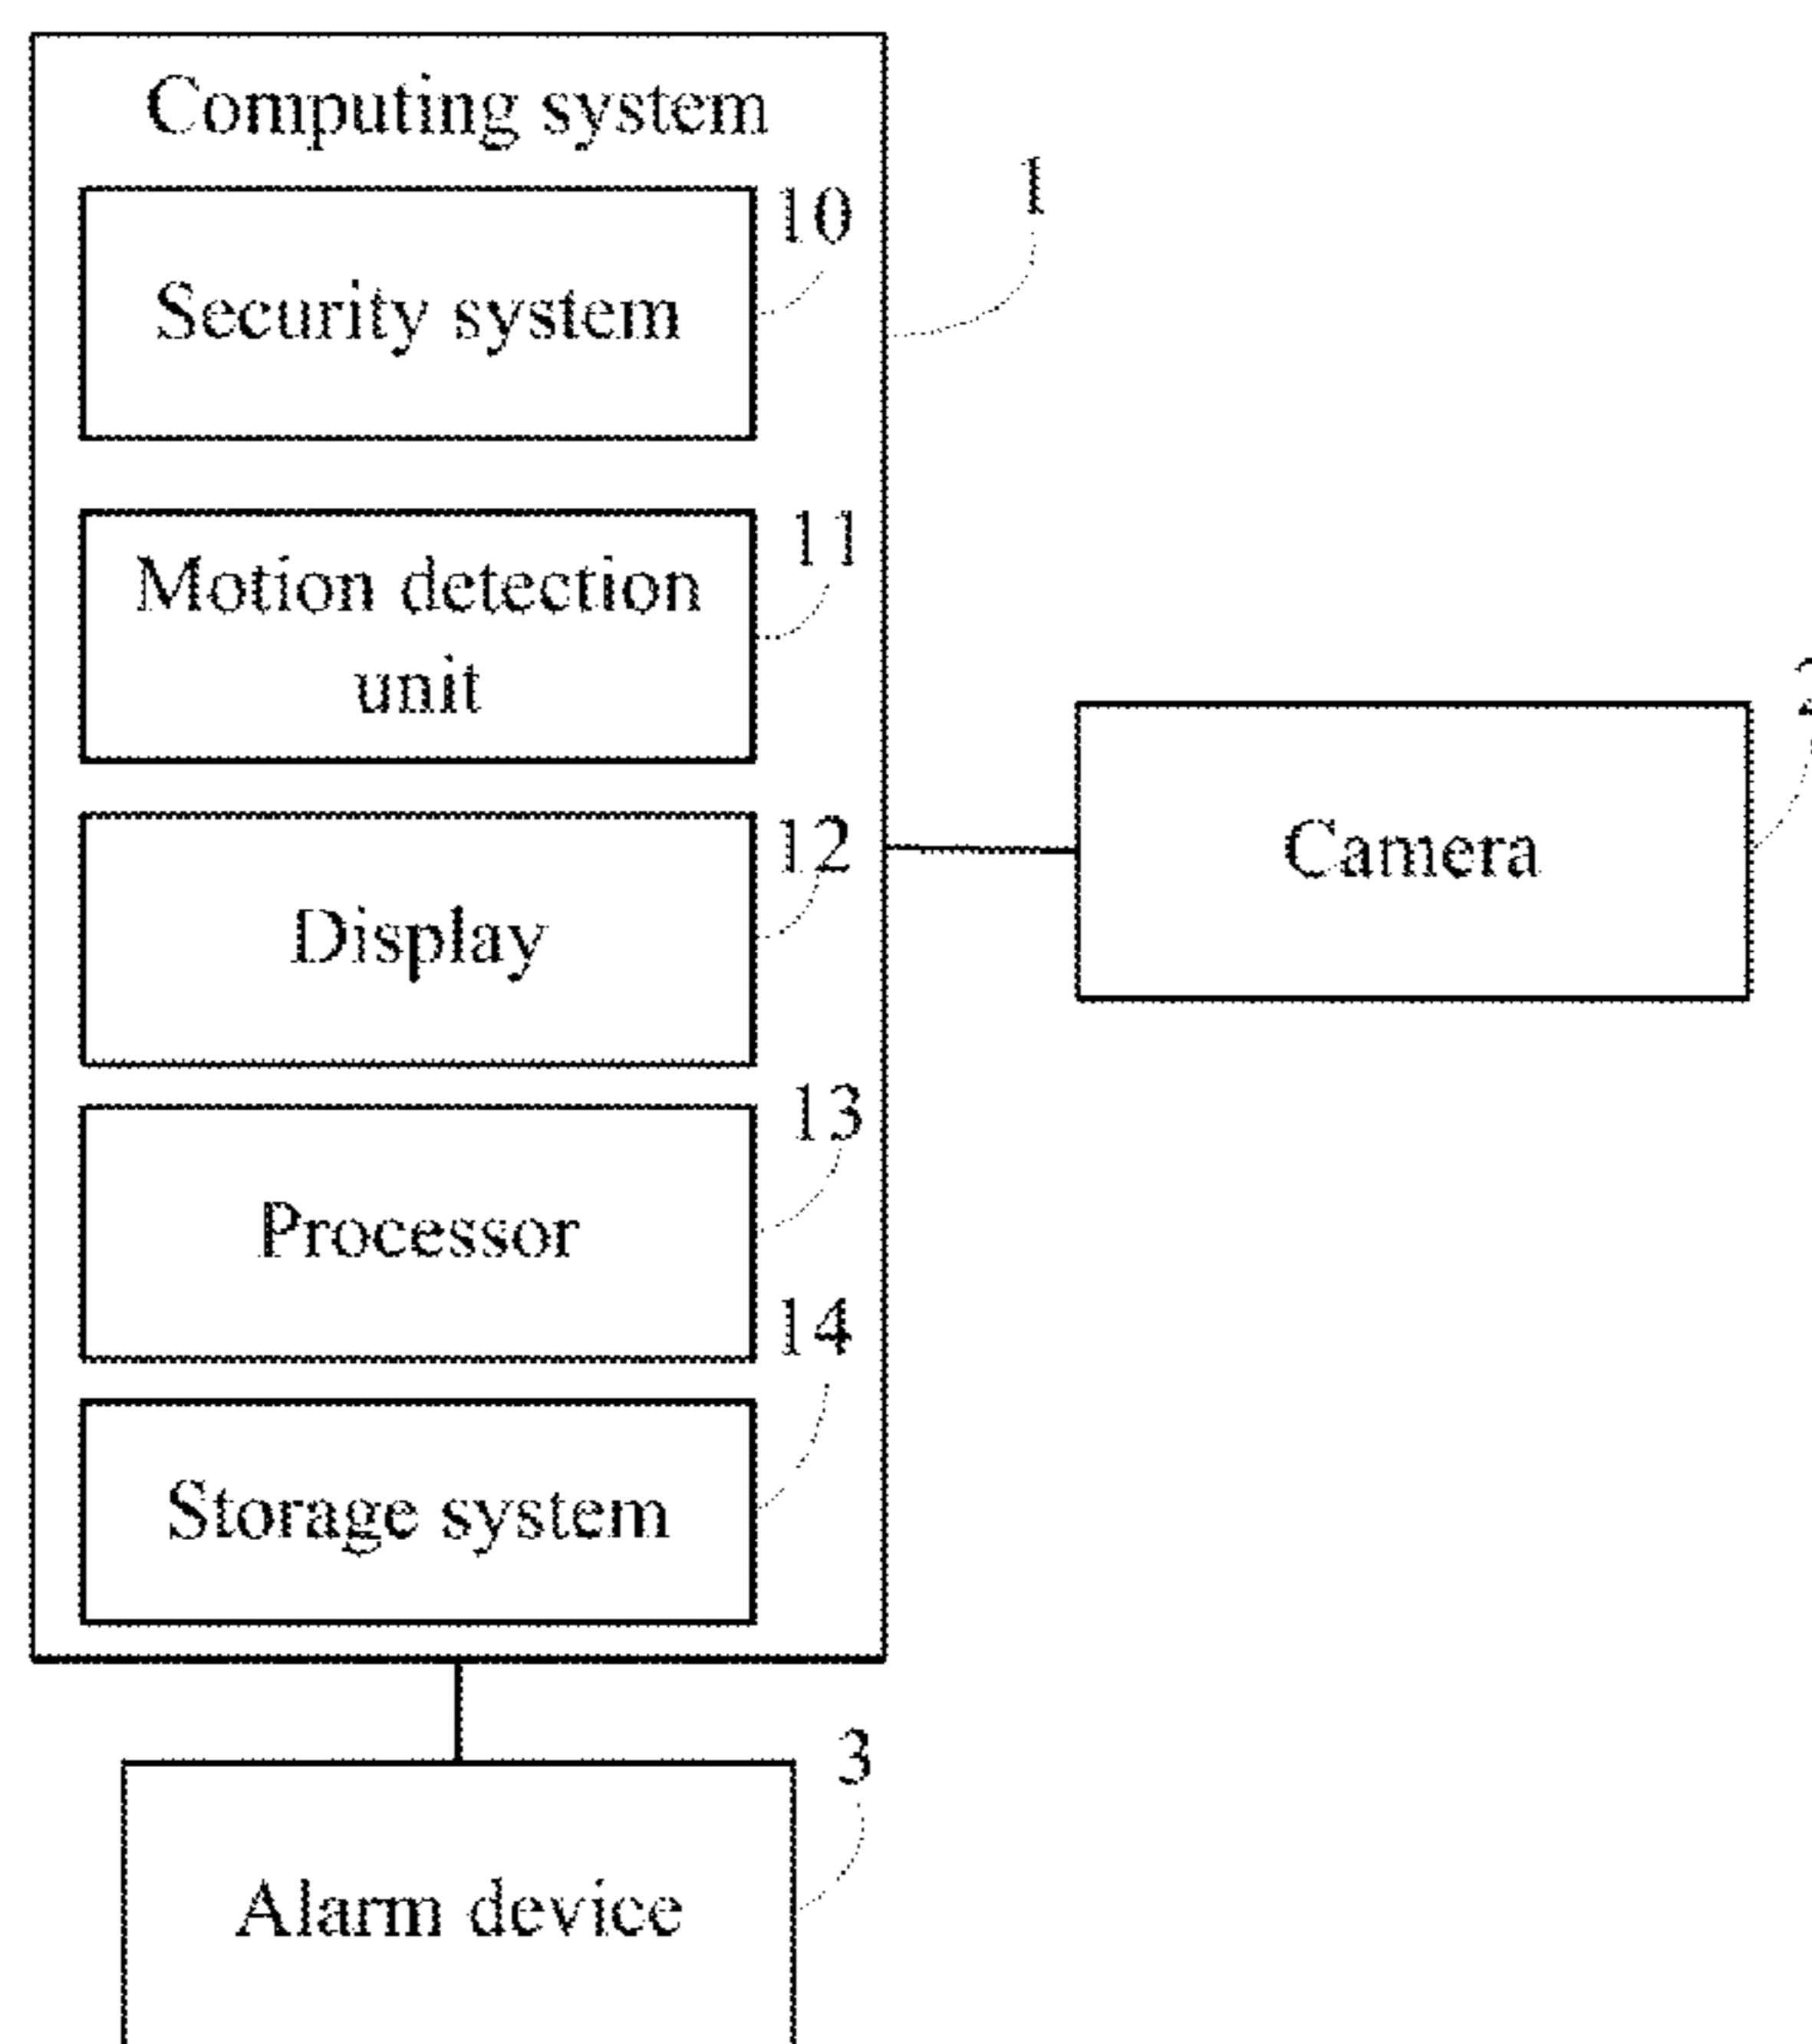 Computing system
1
10
Security system
11
Motion detection
unit
2
Camera
12
Display
13
Processor
14
Storage system
3
Alarm device